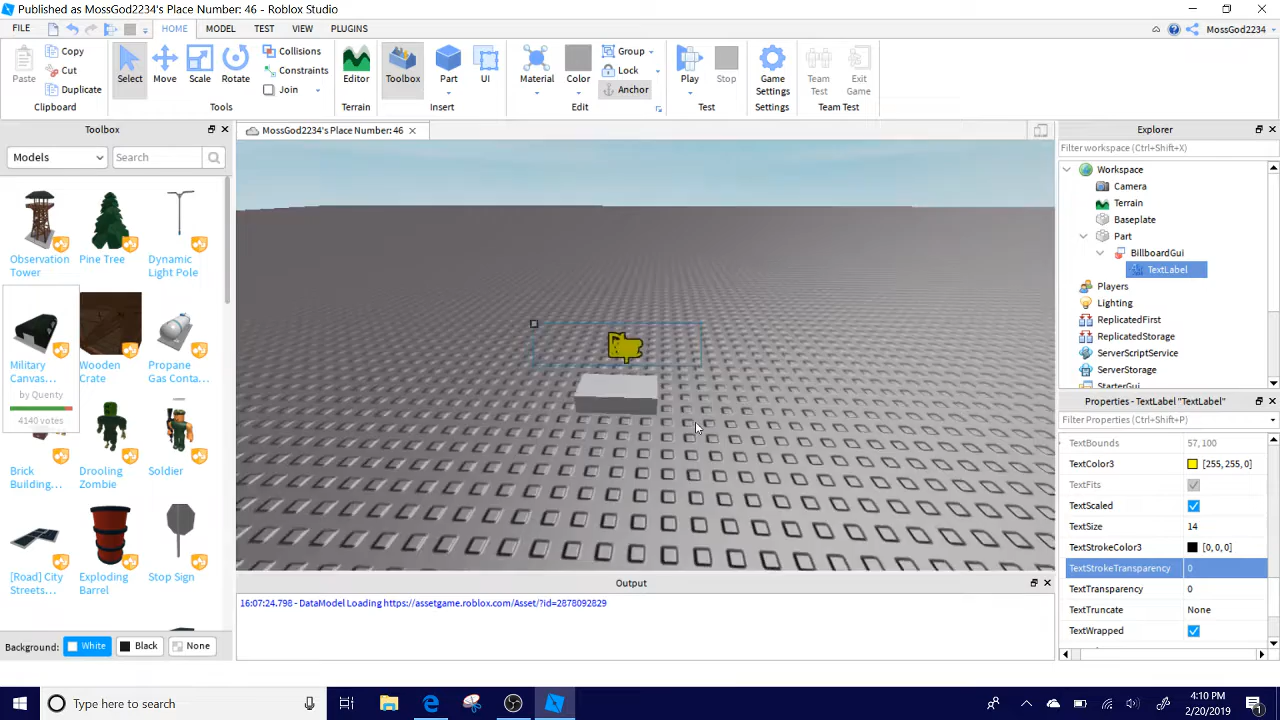 Published as MossGod2234's Place Number: 46 - Roblox Studio
FILE HOME MODEL TEST VIEW PLUGINS MossGod2234
Paste Copy Cut Duplicate Select Move Scale Rotate Collisions Constraints Join Editor Toolbox Part UI Material Color Group Lock Anchor Play Stop Game Settings Team Test Exit Game
Clipboard Tools Terrain Insert Edit Test Settings Team Test
Toolbox
Models Search
Observation Tower
Pine Tree
Dynamic Light Pole
Military Canvas...
by Quenty
4140 votes
Wooden Crate
Propane Gas Conta...
Brick Building...
Drooling Zombie
Soldier
[Road] City Streets...
Exploding Barrel
Stop Sign
Background: White Black None
MossGod2234's Place Number: 46
Output
16:07:24.798 - DataModel Loading https://assetgame.roblox.com/Asset/?id=2878092829
Explorer
Filter workspace (Ctrl+Shift+X)
Workspace
Camera
Terrain
Baseplate
Part
BillboardGui
TextLabel
Players
Lighting
ReplicatedFirst
ReplicatedStorage
ServerScriptService
ServerStorage
StarterGui
Properties - TextLabel "TextLabel"
Filter Properties (Ctrl+Shift+P)
TextBounds 57, 100
TextColor3 [255, 255, 0]
TextFits
TextScaled
TextSize 14
TextStrokeColor3 [0, 0, 0]
TextStrokeTransparency 0
TextTransparency 0
TextTruncate None
TextWrapped
Type here to search
4:10 PM
2/20/2019